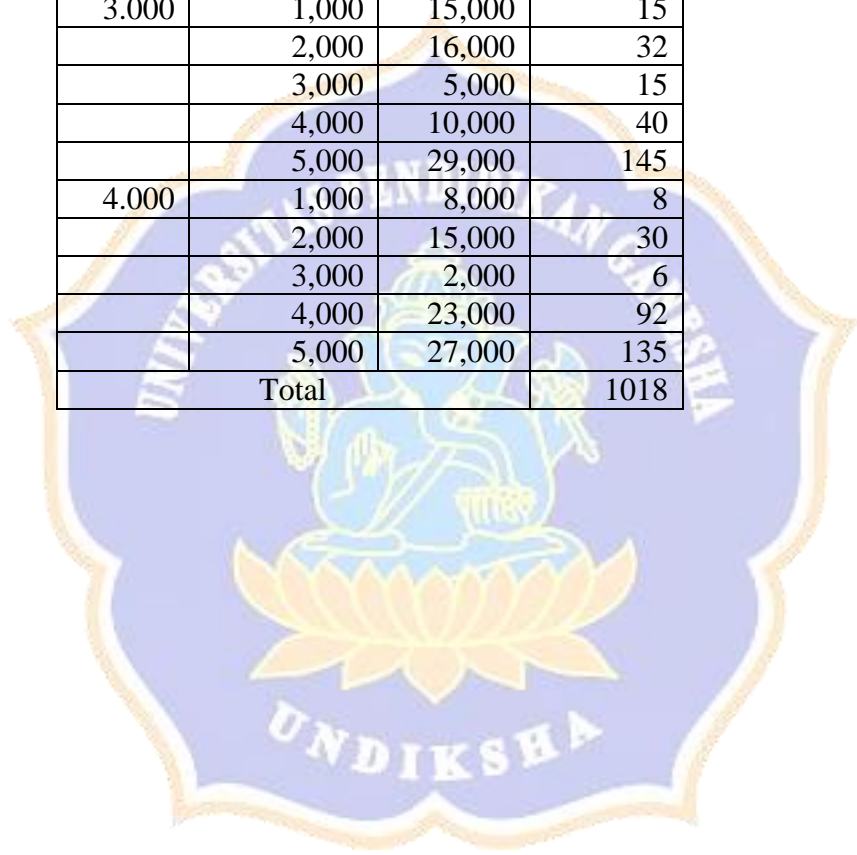 3.000 1,000 15,000 15
2,000 16,000 32
3,000 5,000 15
4,000 10,000 40
5,000 29,000 145
4.000 1,000 8,000 8
2,000 15,000 30
3,000 2,000 6
4,000 23,000 92
5,000 27,000 135
Total 1018
UNIVERSITAS PENDIDIKAN GANESHA
UNDIKSHA